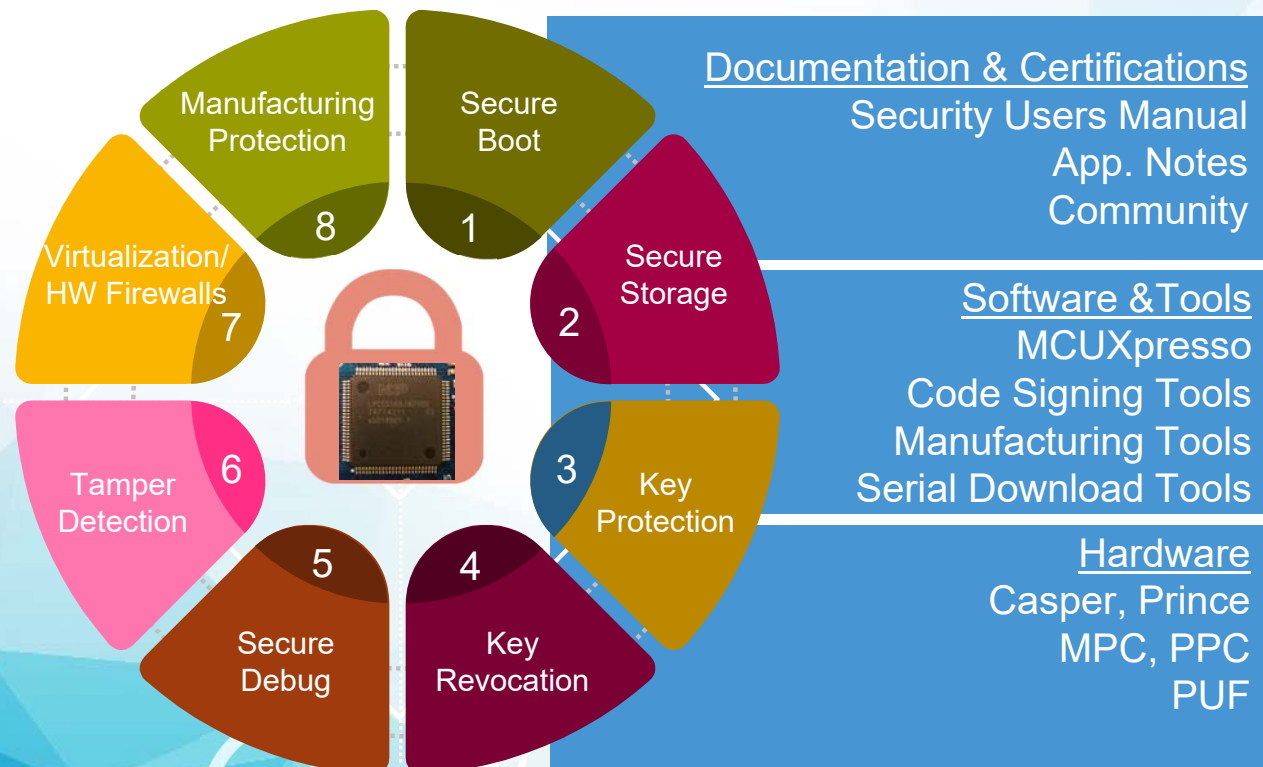 Manufacturing
Protection
8
Secure
Boot
1
Secure
Storage
2
Key
Protection
3
Key
Revocation
4
Secure
Debug
5
Tamper
Detection
6
Virtualization/
HW Firewalls
7
Documentation & Certifications
Security Users Manual
App. Notes
Community
Software &Tools
MCUXpresso
Code Signing Tools
Manufacturing Tools
Serial Download Tools
Hardware
Casper, Prince
MPC, PPC
PUF